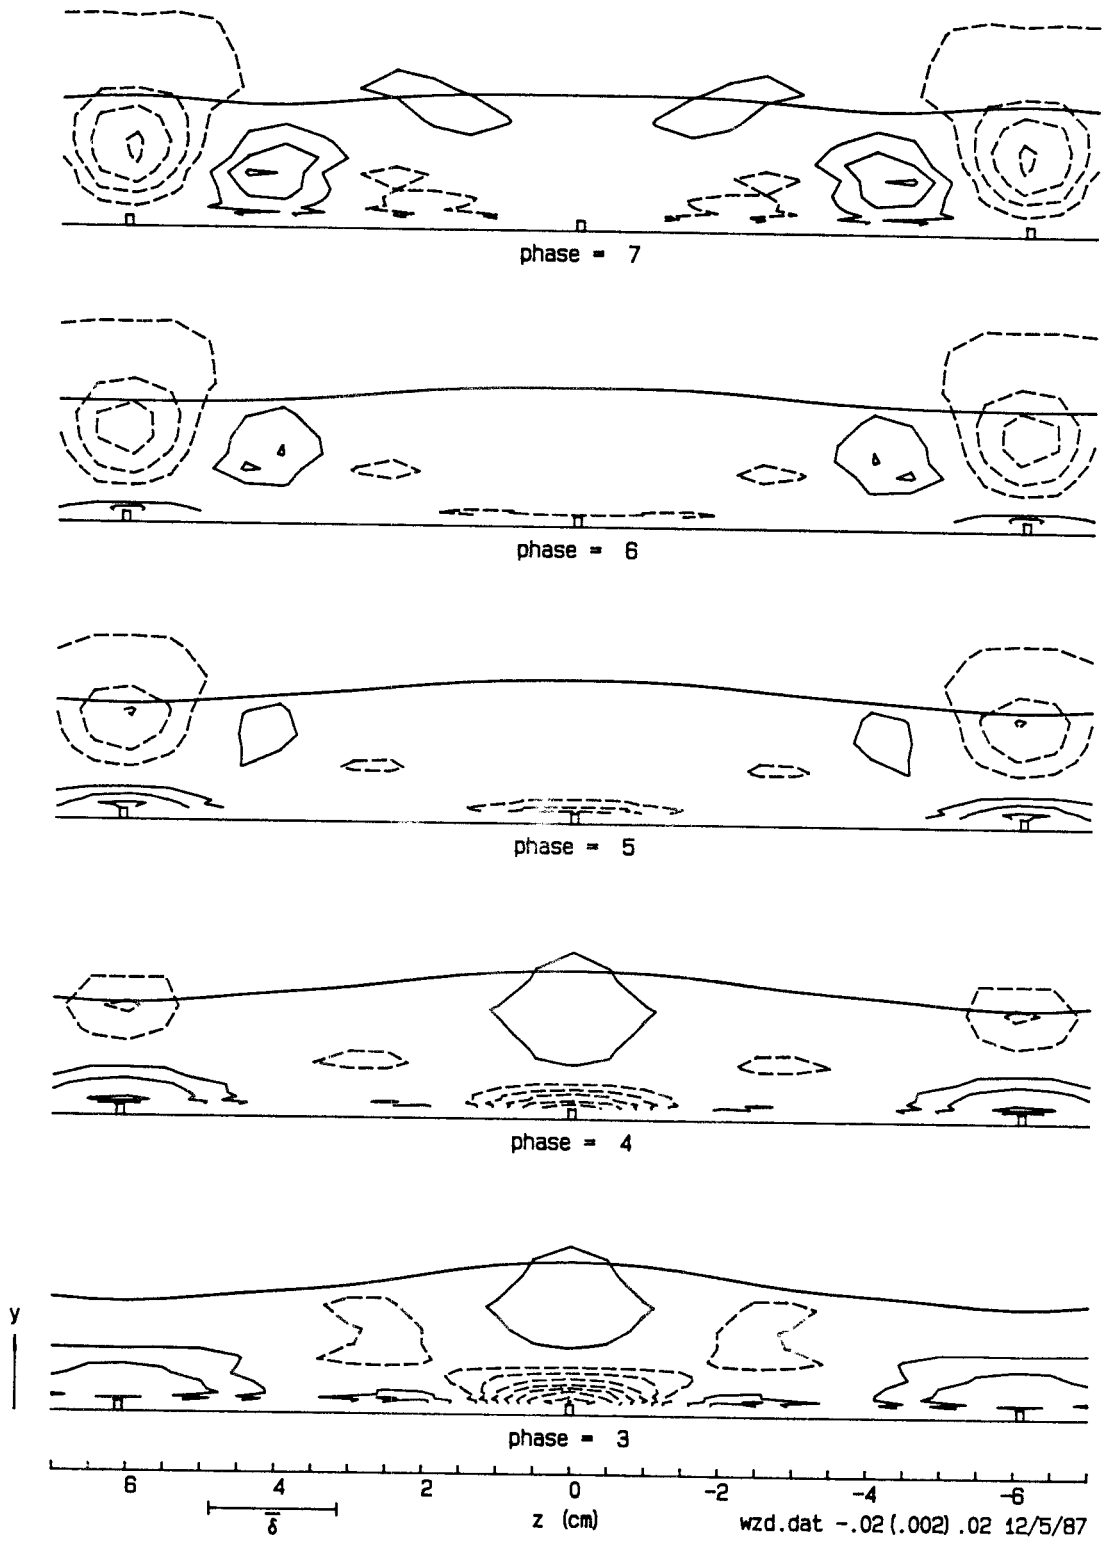 phase = 7
phase = 6
phase = 5
phase = 4
y
phase = 3
6 4 2 0 -2 -4 -6
δ̅
z (cm)
wzd.dat -.02(.002).02 12/5/87